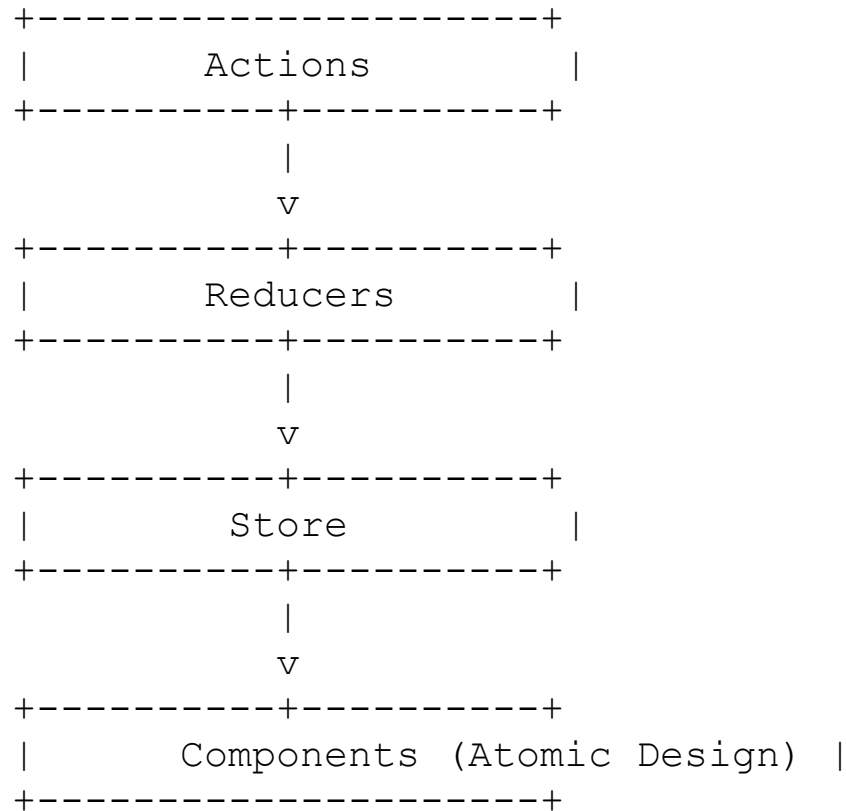 +---------------------+
|       Actions       |
+----------+----------+
|
v
+----------+----------+
|       Reducers       |
+----------+----------+
|
v
+----------+----------+
|        Store         |
+----------+----------+
|
v
+----------+----------+
|      Components (Atomic Design) |
+---------------------+